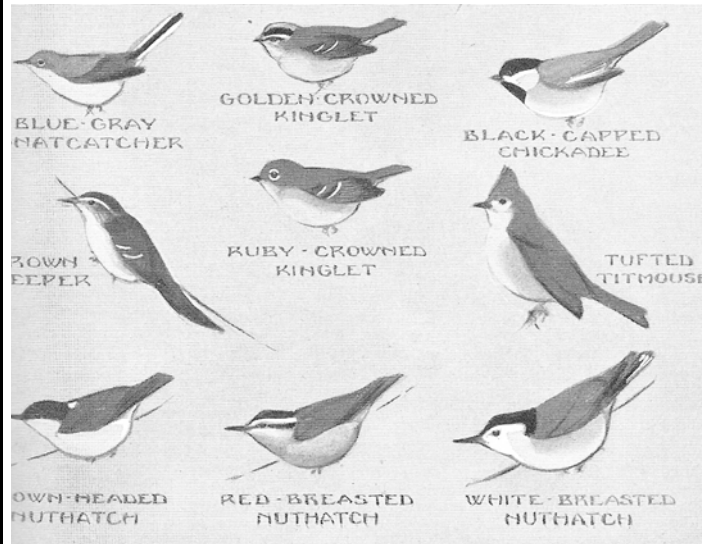 BLUE-GRAY
NATCATCHER
GOLDEN-CROWNED
KINGLET
BLACK-CAPPED
CHICKADEE
ROWN
EEPER
RUBY-CROWNED
KINGLET
TUFTED
TITMOUSE
OWN-HEADED
NUTHATCH
RED-BREASTED
NUTHATCH
WHITE-BREASTED
NUTHATCH